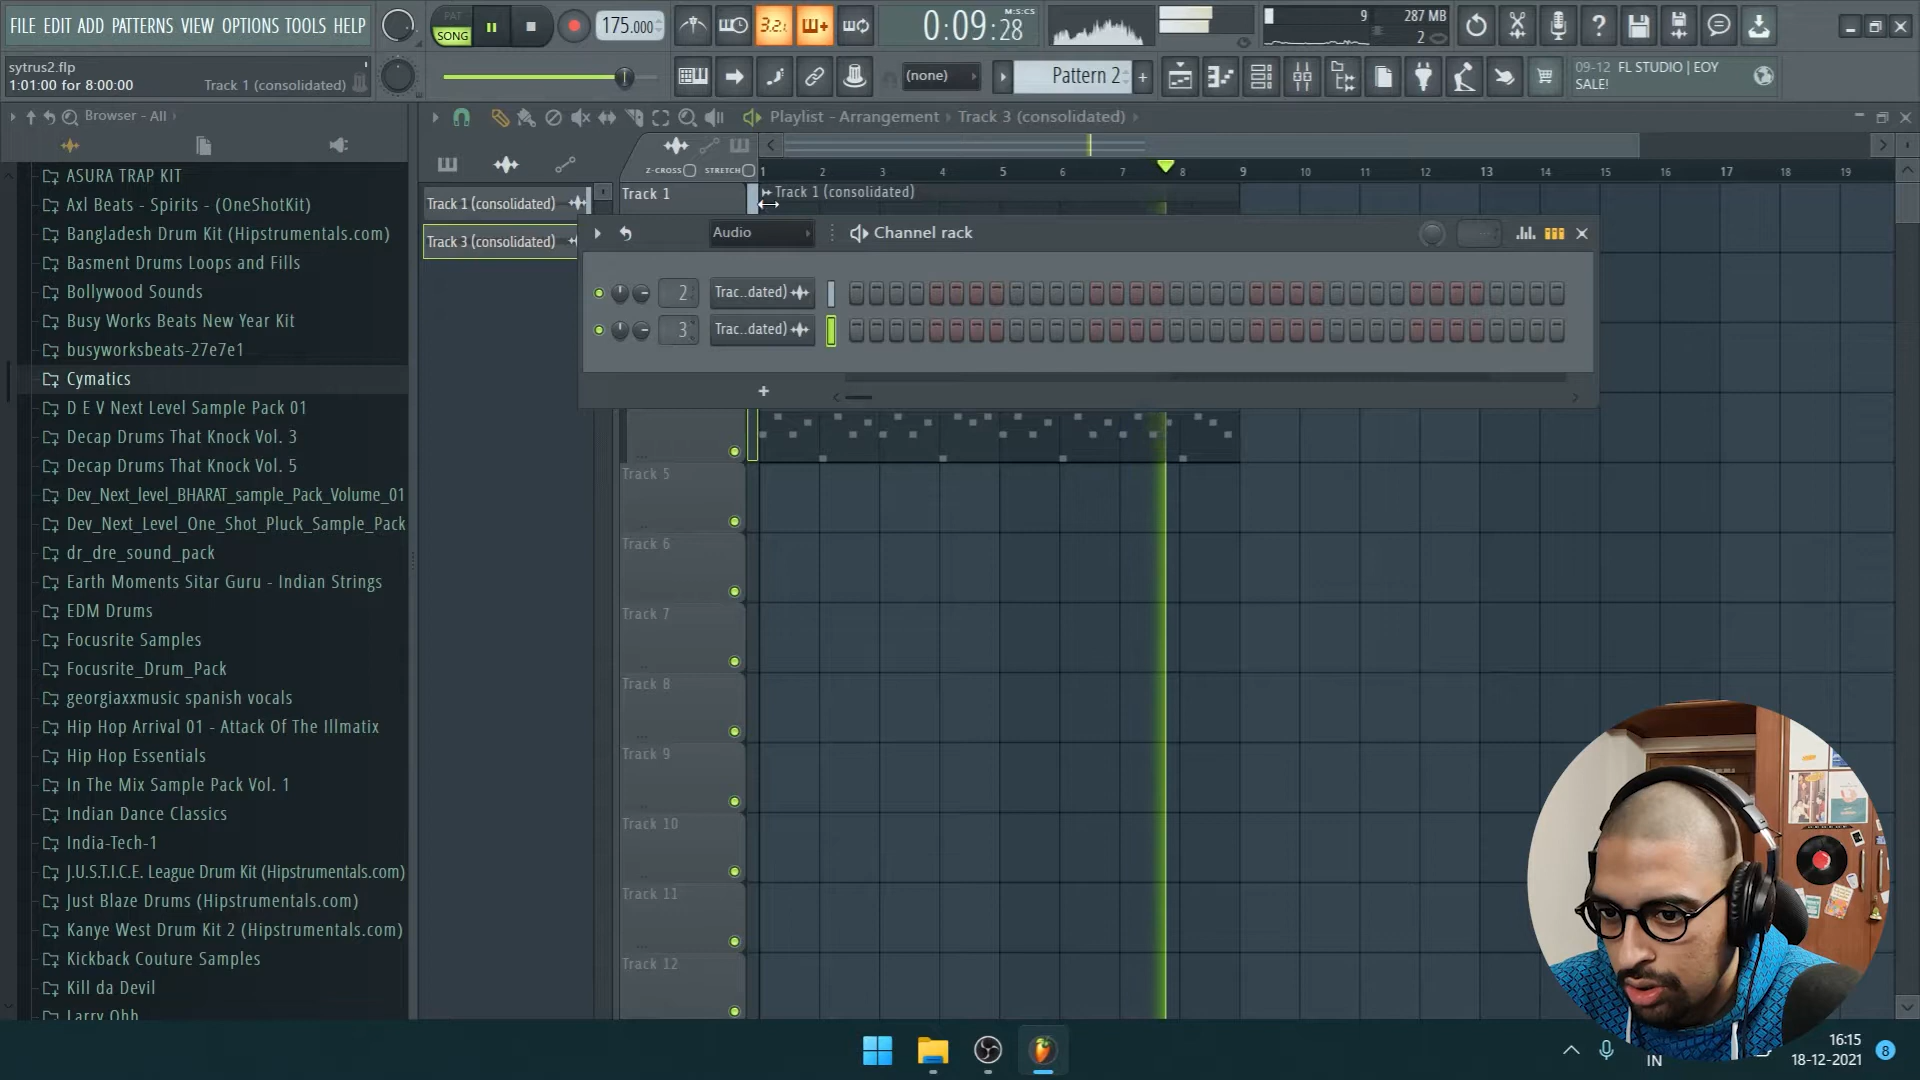 FILE EDIT ADD PATTERNS VIEW OPTIONS TOOLS HELP
PAT
SONG
175.000
3.2.
0:09:28
M:S:CS
9
287 MB
2
sytrus2.flp
1:01:00 for 8:00:00
Track 1 (consolidated)
(none)
Pattern 2
09-12 FL STUDIO | EOY
SALE!
Browser - All
Playlist - Arrangement
Track 3 (consolidated)
Z-CROSS
STRETCH
1 2 3 4 5 6 7 8 9 10 11 12 13 14 15 16 17 18 19
Track 1 (consolidated)
Track 3 (consolidated)
Track 1
Track 1 (consolidated)
Audio
Channel rack
2
Trac..dated)
3
Trac..dated)
Track 5
Track 6
Track 7
Track 8
Track 9
Track 10
Track 11
Track 12
ASURA TRAP KIT
Axl Beats - Spirits - (OneShotKit)
Bangladesh Drum Kit (Hipstrumentals.com)
Basment Drums Loops and Fills
Bollywood Sounds
Busy Works Beats New Year Kit
busyworksbeats-27e7e1
Cymatics
D E V Next Level Sample Pack 01
Decap Drums That Knock Vol. 3
Decap Drums That Knock Vol. 5
Dev_Next_level_BHARAT_sample_Pack_Volume_01
Dev_Next_Level_One_Shot_Pluck_Sample_Pack
dr_dre_sound_pack
Earth Moments Sitar Guru - Indian Strings
EDM Drums
Focusrite Samples
Focusrite_Drum_Pack
georgiaxxmusic spanish vocals
Hip Hop Arrival 01 - Attack Of The Illmatix
Hip Hop Essentials
In The Mix Sample Pack Vol. 1
Indian Dance Classics
India-Tech-1
J.U.S.T.I.C.E. League Drum Kit (Hipstrumentals.com)
Just Blaze Drums (Hipstrumentals.com)
Kanye West Drum Kit 2 (Hipstrumentals.com)
Kickback Couture Samples
Kill da Devil
Larry Ohh
IN
16:15
18-12-2021
8